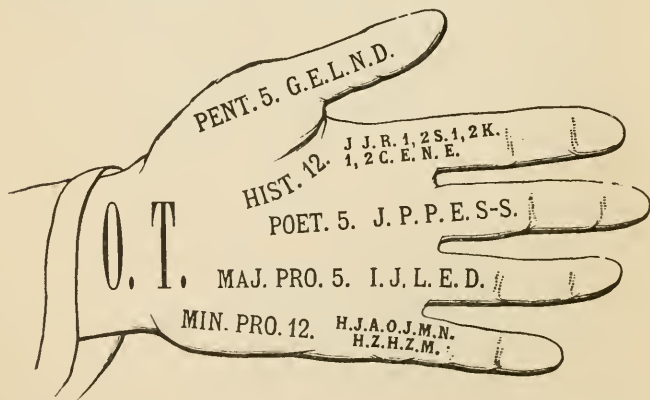 PENT. 5. G.E.L.N.D.
HIST. 12. J J.R. 1, 2 S. 1, 2 K.
1, 2 C. E. N. E.
POET. 5. J. P. P. E. S-S.
O. T.
MAJ. PRO. 5. I. J. L. E. D.
MIN. PRO. 12. H.J.A.O.J.M.N.
H.Z.H.Z.M.